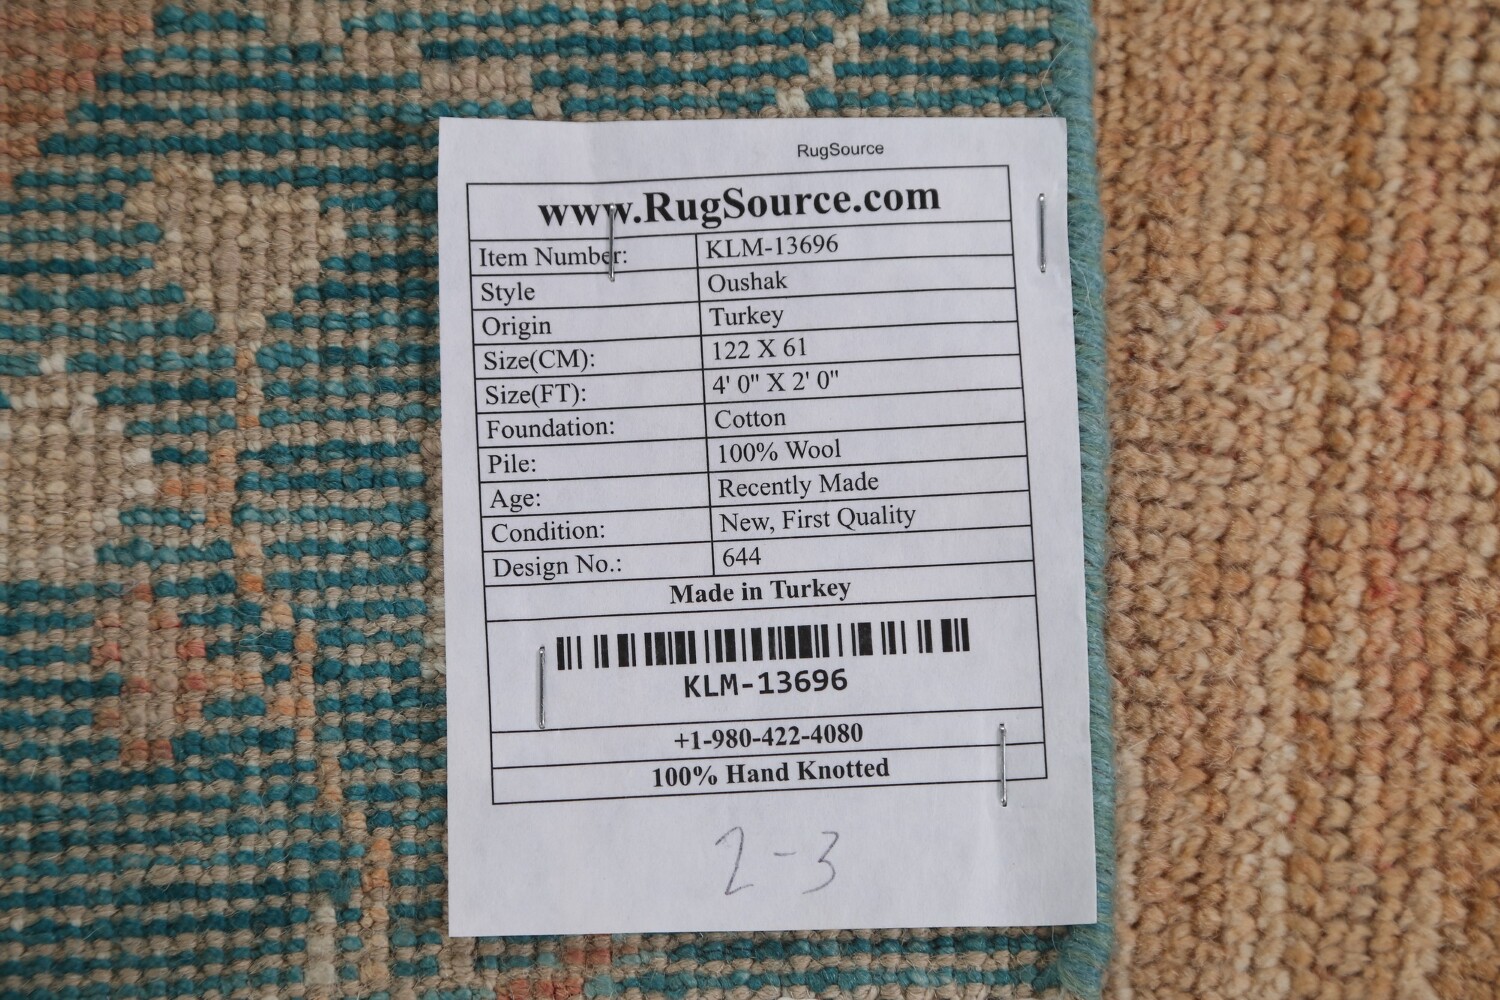 RugSource
www.RugSource.com
Item Number: KLM-13696
Style Oushak
Origin Turkey
Size(CM): 122 X 61
Size(FT): 4' 0" X 2' 0"
Foundation: Cotton
Pile: 100% Wool
Age: Recently Made
Condition: New, First Quality
Design No.: 644
Made in Turkey
KLM-13696
+1-980-422-4080
100% Hand Knotted
2-3